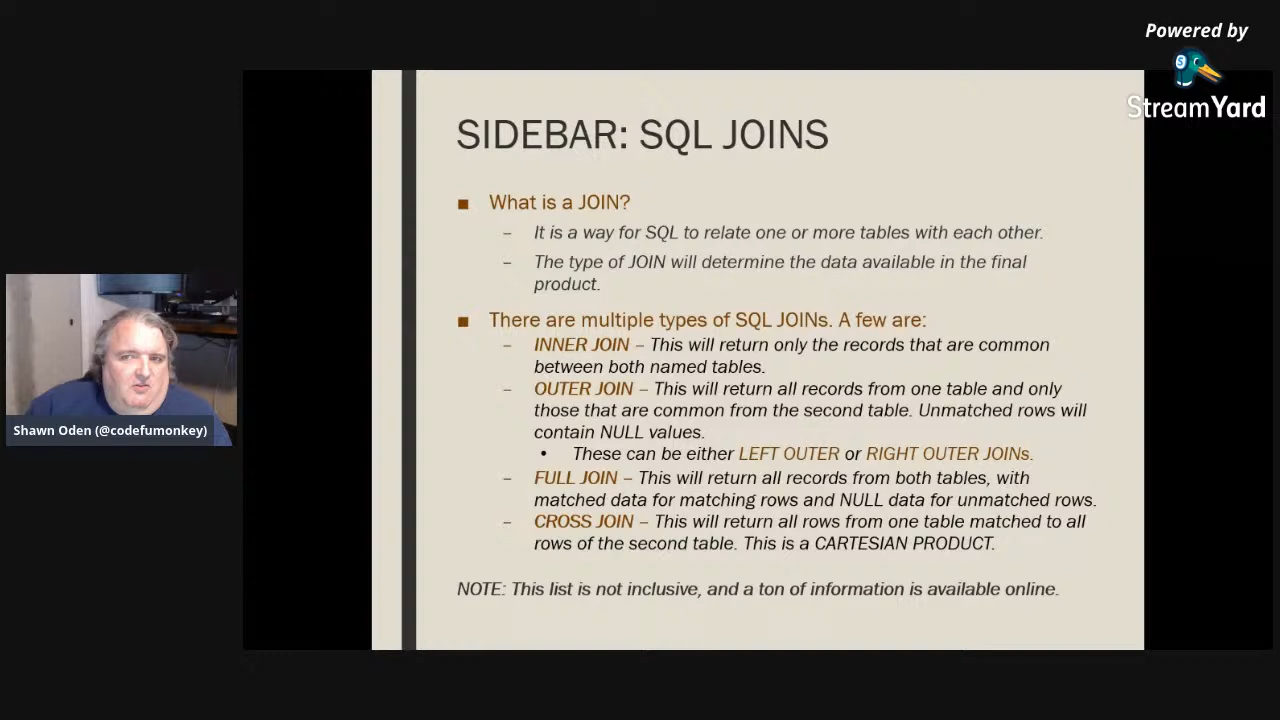 Powered by
StreamYard
SIDEBAR: SQL JOINS
■ What is a JOIN?
– It is a way for SQL to relate one or more tables with each other.
– The type of JOIN will determine the data available in the final
product.
■ There are multiple types of SQL JOINs. A few are:
– INNER JOIN – This will return only the records that are common
between both named tables.
– OUTER JOIN – This will return all records from one table and only
those that are common from the second table. Unmatched rows will
contain NULL values.
• These can be either LEFT OUTER or RIGHT OUTER JOINs.
– FULL JOIN – This will return all records from both tables, with
matched data for matching rows and NULL data for unmatched rows.
– CROSS JOIN – This will return all rows from one table matched to all
rows of the second table. This is a CARTESIAN PRODUCT.
NOTE: This list is not inclusive, and a ton of information is available online.
Shawn Oden (@codefumonkey)